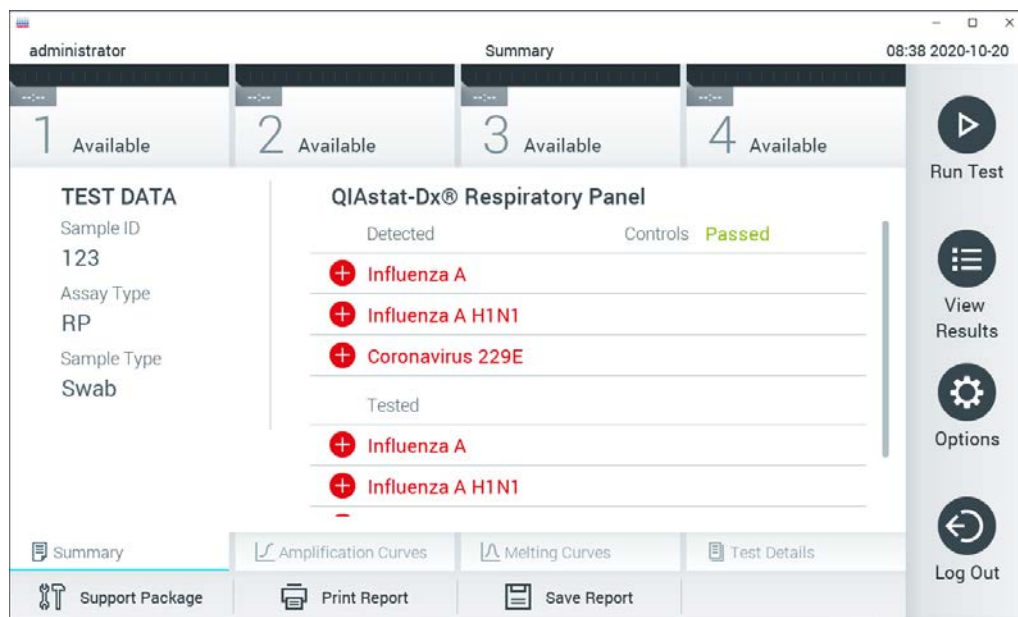 administrator Summary 08:38 2020-10-20
--:-- --:-- --:-- --:--
1 Available 2 Available 3 Available 4 Available
Run Test
TEST DATA
Sample ID
123
Assay Type
RP
Sample Type
Swab
QIAstat-Dx® Respiratory Panel
Detected Controls Passed
Influenza A
Influenza A H1N1
Coronavirus 229E
Tested
Influenza A
Influenza A H1N1
View
Results
Options
Log Out
Summary Amplification Curves Melting Curves Test Details
Support Package Print Report Save Report